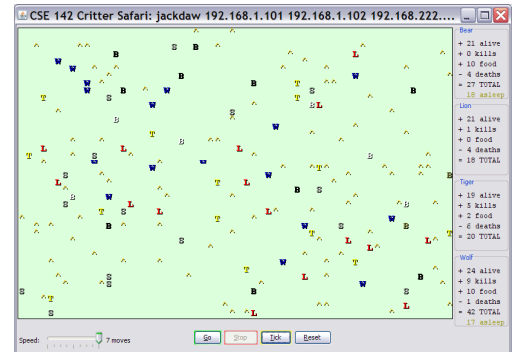 CSE 142 Critter Safari: jackdaw 192.168.1.101 192.168.1.102 192.168.222....
Bear
+ 21 alive
+ 0 kills
+ 10 food
- 4 deaths
= 27 TOTAL
18 asleep
Lion
+ 21 alive
+ 1 kills
+ 0 food
- 4 deaths
= 18 TOTAL
Tiger
+ 19 alive
+ 5 kills
+ 2 food
- 6 deaths
= 20 TOTAL
Wolf
+ 24 alive
+ 9 kills
+ 10 food
- 1 deaths
= 42 TOTAL
17 asleep
Speed: 7 moves Go Stop Tick Reset